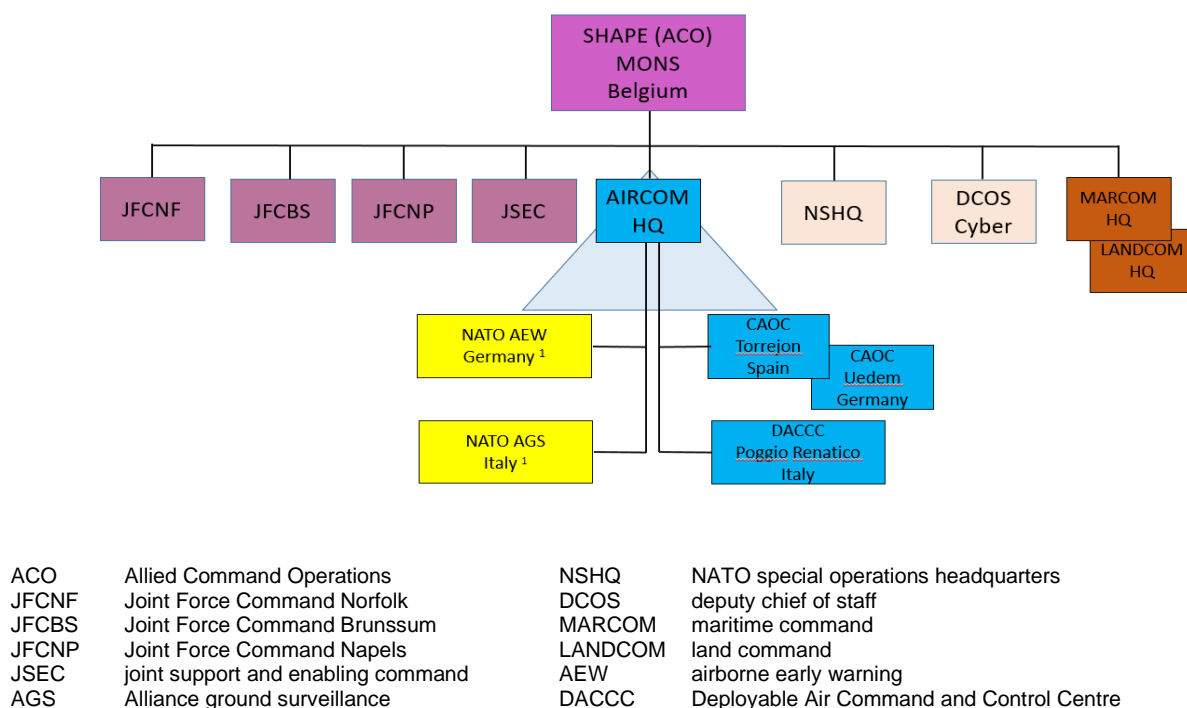 SHAPE (ACO)
MONS
Belgium
JFCNF
JFCBS
JFCNP
JSEC
AIRCOM
HQ
NSHQ
DCOS
Cyber
MARCOM
HQ
LANDCOM
HQ
NATO AEW
Germany ¹
CAOC
Torrejon
Spain
CAOC
Uedem
Germany
NATO AGS
Italy ¹
DACCC
Poggio Renatico
Italy
ACO Allied Command Operations NSHQ NATO special operations headquarters
JFCNF Joint Force Command Norfolk DCOS deputy chief of staff
JFCBS Joint Force Command Brunssum MARCOM maritime command
JFCNP Joint Force Command Napels LANDCOM land command
JSEC joint support and enabling command AEW airborne early warning
AGS Alliance ground surveillance DACCC Deployable Air Command and Control Centre